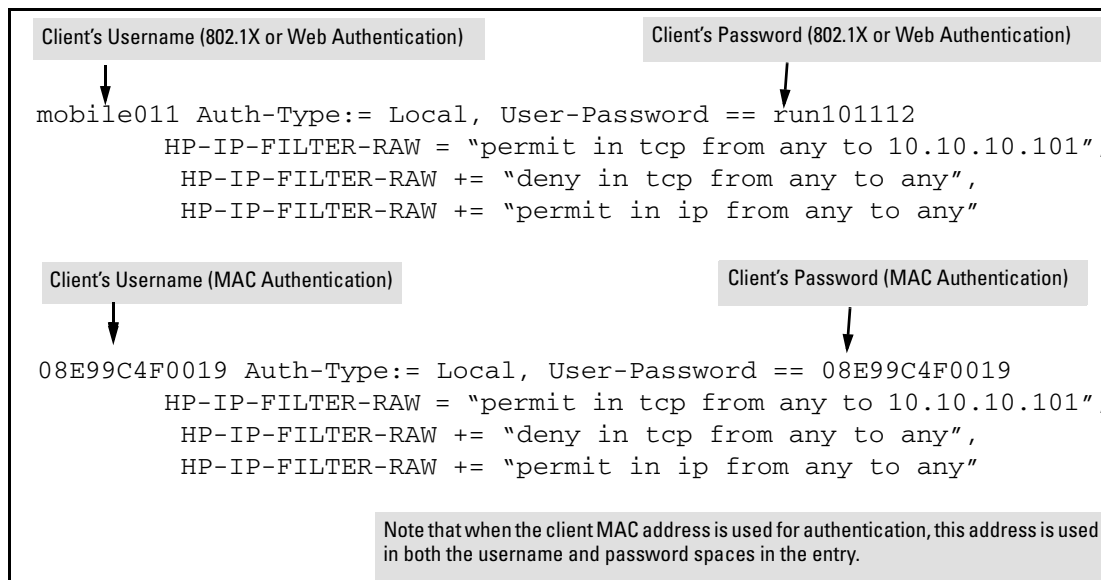 Client's Username (802.1X or Web Authentication)
Client's Password (802.1X or Web Authentication)
mobile011 Auth-Type:= Local, User-Password == run101112
HP-IP-FILTER-RAW = “permit in tcp from any to 10.10.10.101”,
HP-IP-FILTER-RAW += “deny in tcp from any to any”,
HP-IP-FILTER-RAW += “permit in ip from any to any”
Client's Username (MAC Authentication)
Client's Password (MAC Authentication)
08E99C4F0019 Auth-Type:= Local, User-Password == 08E99C4F0019
HP-IP-FILTER-RAW = “permit in tcp from any to 10.10.10.101”,
HP-IP-FILTER-RAW += “deny in tcp from any to any”,
HP-IP-FILTER-RAW += “permit in ip from any to any”
Note that when the client MAC address is used for authentication, this address is used
in both the username and password spaces in the entry.